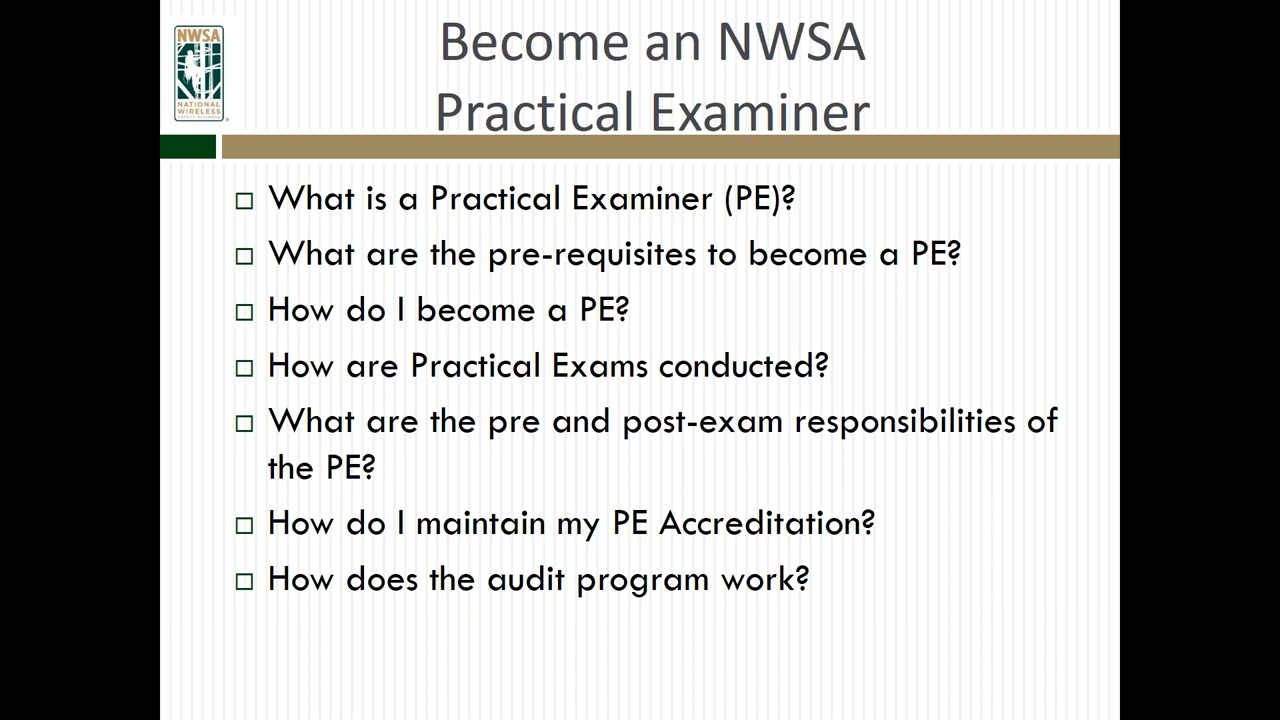 NWSA
NATIONAL
WIRELESS
SAFETY ALLIANCE
Become an NWSA
Practical Examiner
What is a Practical Examiner (PE)?
What are the pre-requisites to become a PE?
How do I become a PE?
How are Practical Exams conducted?
What are the pre and post-exam responsibilities of
the PE?
How do I maintain my PE Accreditation?
How does the audit program work?